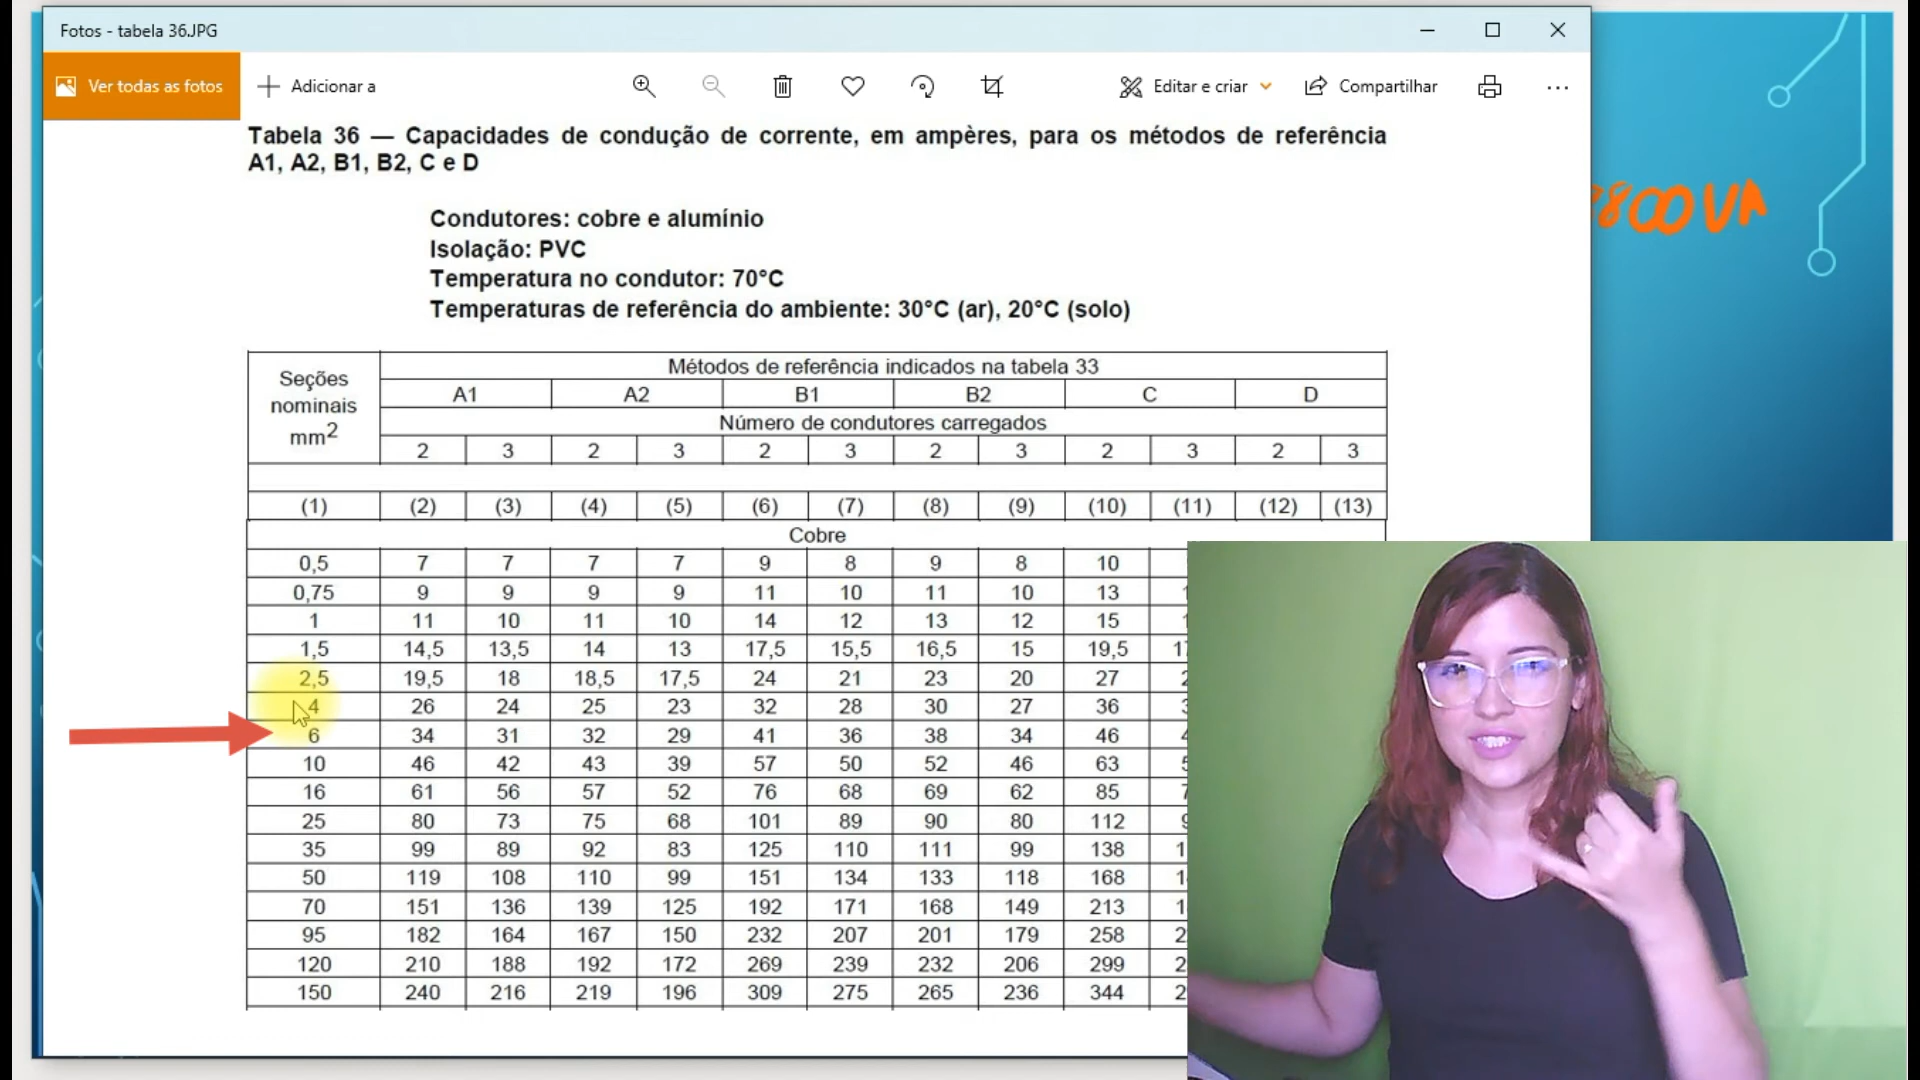 Fotos - tabela 36.JPG
Ver todas as fotos
Adicionar a
Editar e criar
Compartilhar
Tabela 36 — Capacidades de condução de corrente, em ampères, para os métodos de referência
A1, A2, B1, B2, C e D
Condutores: cobre e alumínio
Isolação: PVC
Temperatura no condutor: 70°C
Temperaturas de referência do ambiente: 30°C (ar), 20°C (solo)
800VA
Seções nominais mm2
Métodos de referência indicados na tabela 33
A1 A2 B1 B2 C D
Número de condutores carregados
2 3 2 3 2 3 2 3 2 3 2 3
(1) (2) (3) (4) (5) (6) (7) (8) (9) (10) (11) (12) (13)
Cobre
0,5 7 7 7 7 9 8 9 8 10
0,75 9 9 9 9 11 10 11 10 13
1 11 10 11 10 14 12 13 12 15
1,5 14,5 13,5 14 13 17,5 15,5 16,5 15 19,5
2,5 19,5 18 18,5 17,5 24 21 23 20 27
4 26 24 25 23 32 28 30 27 36
6 34 31 32 29 41 36 38 34 46
10 46 42 43 39 57 50 52 46 63
16 61 56 57 52 76 68 69 62 85
25 80 73 75 68 101 89 90 80 112
35 99 89 92 83 125 110 111 99 138
50 119 108 110 99 151 134 133 118 168
70 151 136 139 125 192 171 168 149 213
95 182 164 167 150 232 207 201 179 258
120 210 188 192 172 269 239 232 206 299
150 240 216 219 196 309 275 265 236 344